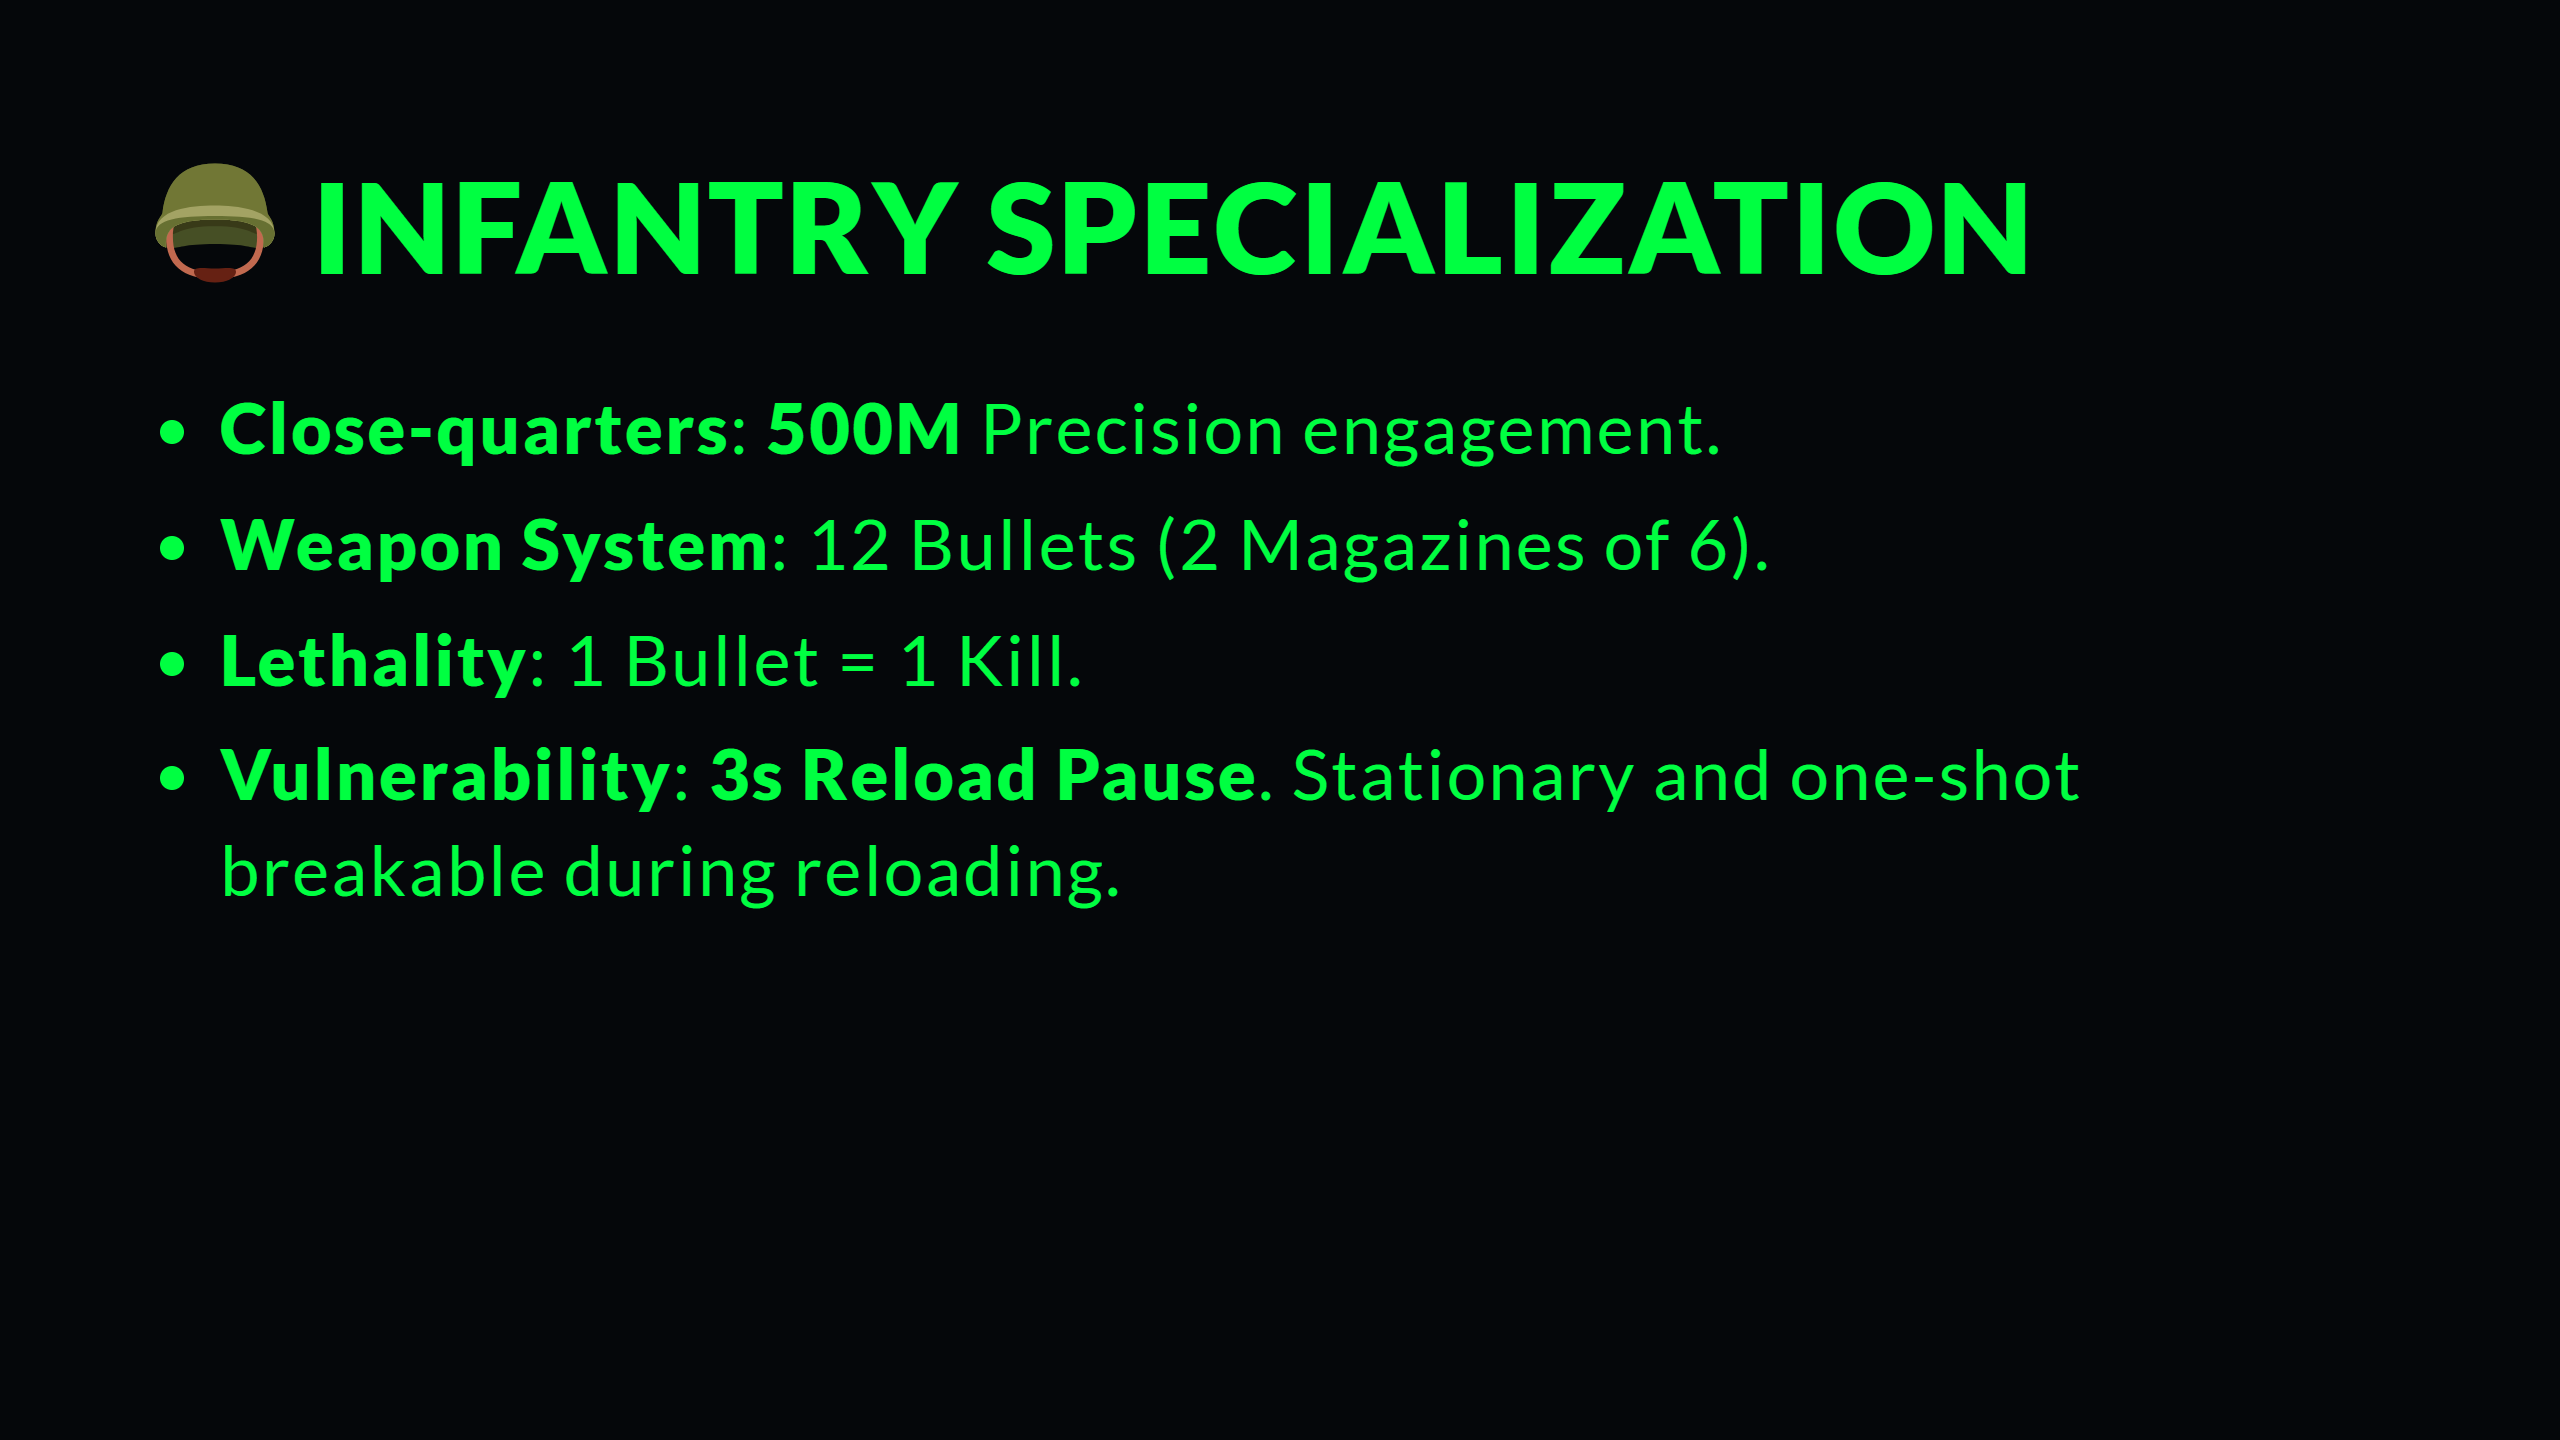 INFANTRY SPECIALIZATION
• Close-quarters: 500M Precision engagement.
• Weapon System: 12 Bullets (2 Magazines of 6).
• Lethality: 1 Bullet = 1 Kill.
• Vulnerability: 3s Reload Pause. Stationary and one-shot
breakable during reloading.